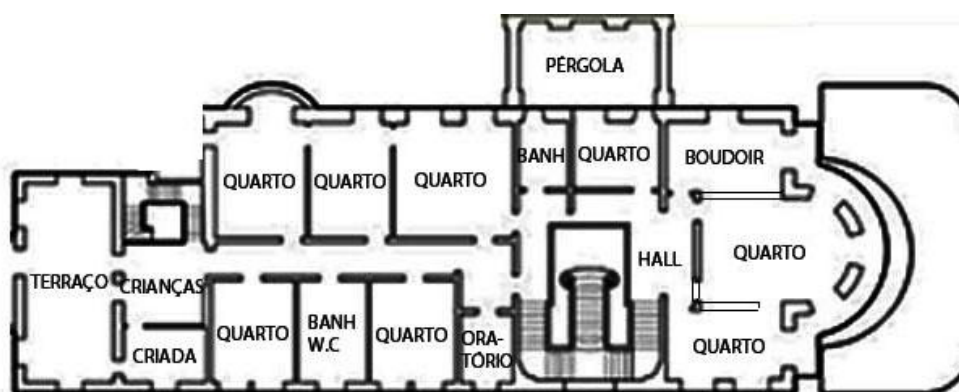 PÉRGOLA
BANH
QUARTO
BOUDOIR
QUARTO
QUARTO
QUARTO
HALL
QUARTO
TERRAÇO
CRIANÇAS
QUARTO
BANH
W.C
QUARTO
ORA-
TÓRIO
QUARTO
CRIADA